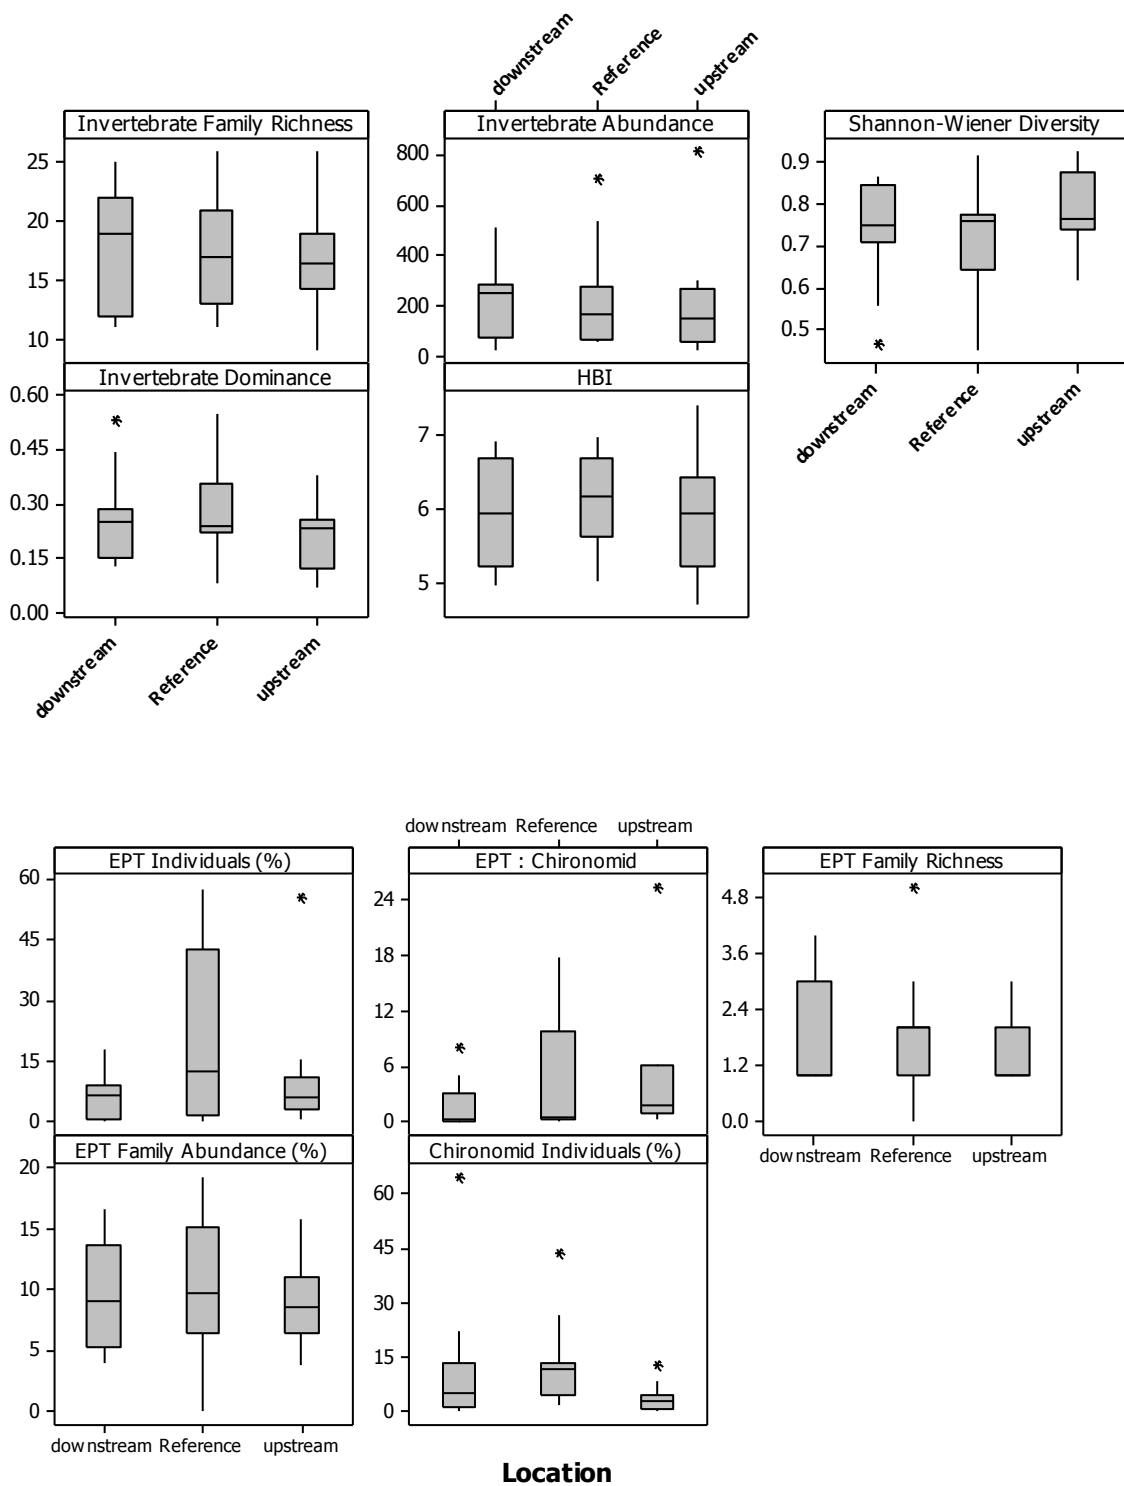 downstream Reference upstream
Invertebrate Family Richness Invertebrate Abundance Shannon-Wiener Diversity
25 800 0.9
20 600 0.8
15 400 0.7
10 200 0.6
0 0.5
Invertebrate Dominance HBI
downstream Reference upstream
0.60 7
0.45 6
0.30 5
0.15
0.00
downstream Reference upstream
downstream Reference upstream
EPT Individuals (%) EPT : Chironomid EPT Family Richness
60 24 4.8
45 18 3.6
30 12 2.4
15 6 1.2
0 0 0.0
EPT Family Abundance (%) Chironomid Individuals (%)
downstream Reference upstream
20 60
15 45
10 30
5 15
0 0
downstream Reference upstream
Location